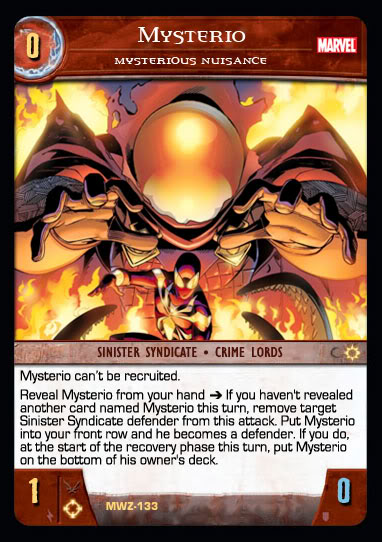 0
Mysterio
Mysterious Nuisance
MARVEL
SINISTER SYNDICATE • CRIME LORDS
C
Mysterio can't be recruited.
Reveal Mysterio from your hand ➔ If you haven't revealed
another card named Mysterio this turn, remove target
Sinister Syndicate defender from this attack. Put Mysterio
into your front row and he becomes a defender. If you do,
at the start of the recovery phase this turn, put Mysterio
on the bottom of his owner's deck.
1
MWZ-133
0